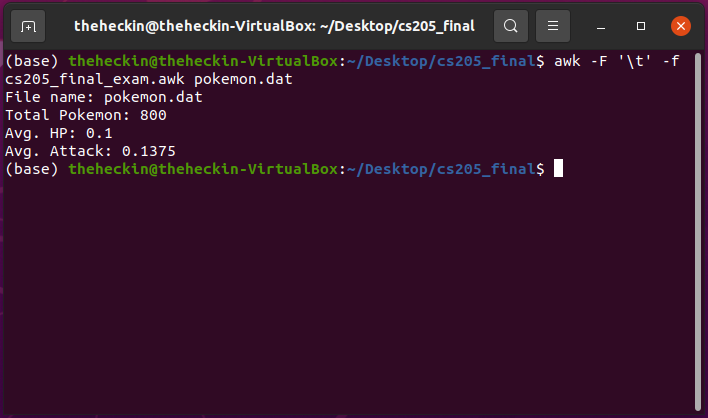 theheckin@theheckin-VirtualBox: ~/Desktop/cs205_final
(base) theheckin@theheckin-VirtualBox:~/Desktop/cs205_final$ awk -F '\t' -f
cs205_final_exam.awk pokemon.dat
File name: pokemon.dat
Total Pokemon: 800
Avg. HP: 0.1
Avg. Attack: 0.1375
(base) theheckin@theheckin-VirtualBox:~/Desktop/cs205_final$